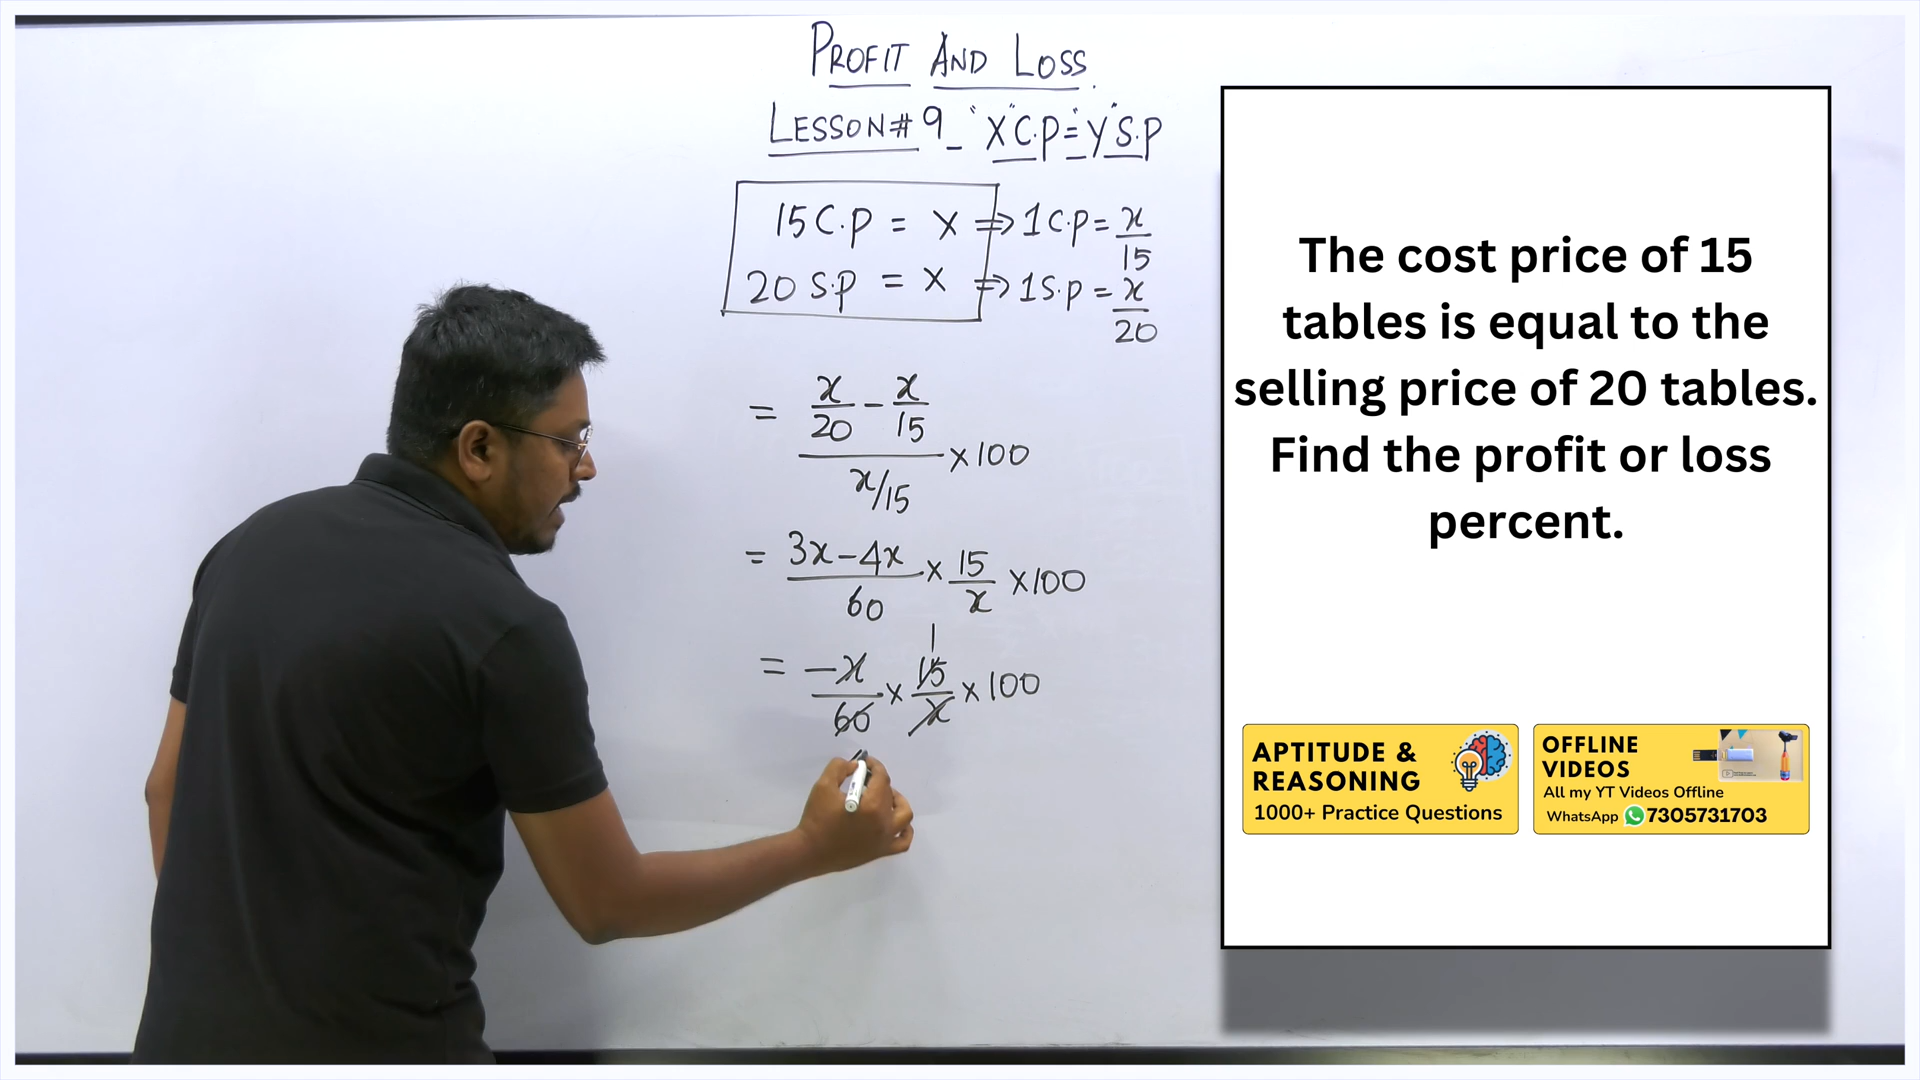 PROFIT AND LOSS.
LESSON# 9_ "X" C.P "=" Y" S.P
15 C.P = x ⇒ 1 C.P = x/15
20 S.P = x ⇒ 1 S.P = x/20
= (x/20 - x/15) / (x/15) × 100
= (3x - 4x)/60 × 15/x × 100
1
= -x/60 × 15/x × 100
The cost price of 15
tables is equal to the
selling price of 20 tables.
Find the profit or loss
percent.
APTITUDE &
REASONING
1000+ Practice Questions
OFFLINE
VIDEOS
All my YT Videos Offline
WhatsApp 7305731703